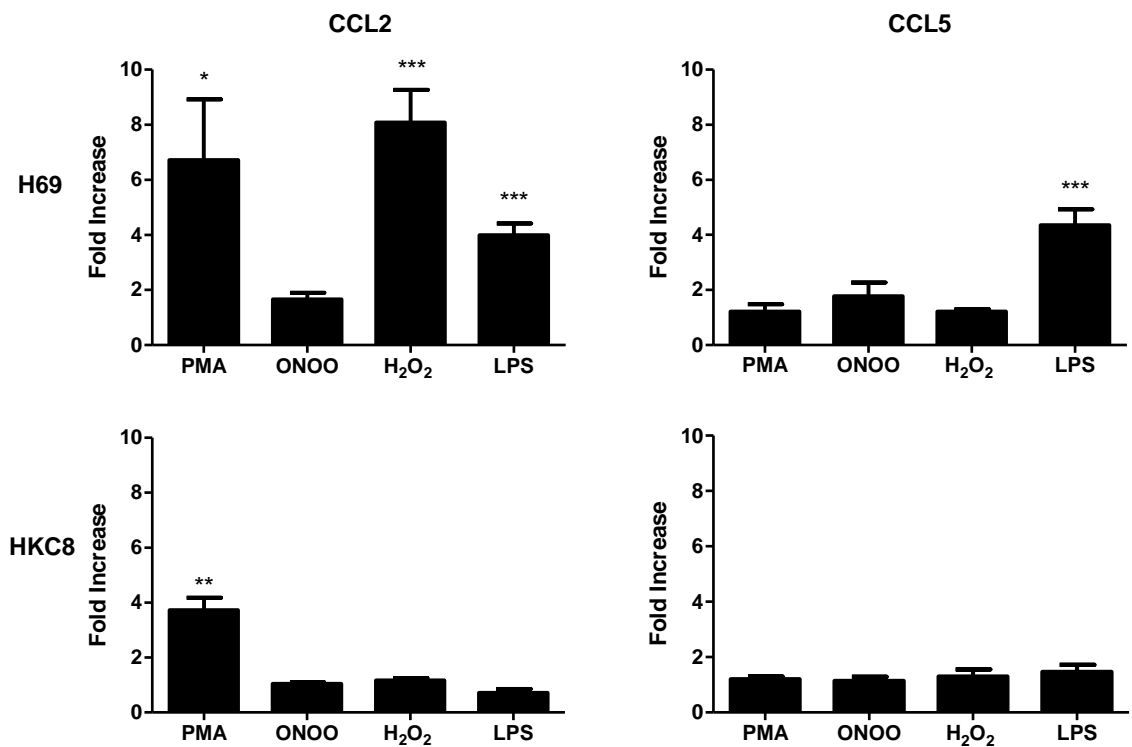 CCL2
CCL5
H69
Fold Increase
10
8
6
4
2
0
*
***
***
PMA
ONOO
H₂O₂
LPS
Fold Increase
10
8
6
4
2
0
***
PMA
ONOO
H₂O₂
LPS
HKC8
Fold Increase
10
8
6
4
2
0
**
PMA
ONOO
H₂O₂
LPS
Fold Increase
10
8
6
4
2
0
PMA
ONOO
H₂O₂
LPS